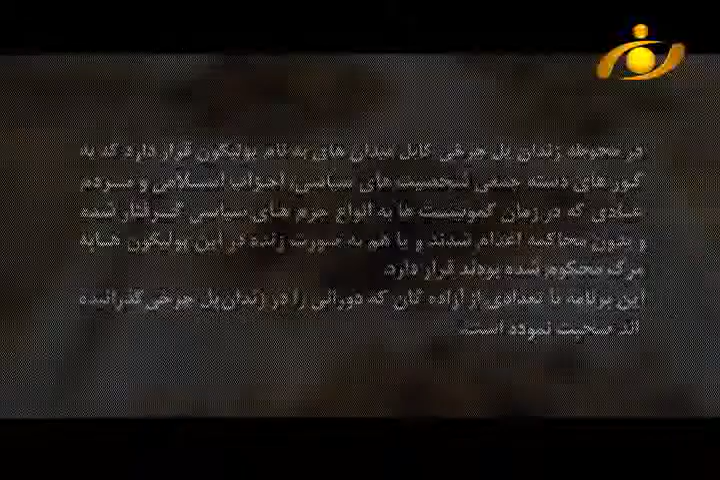 در محوطه زندان پل چرخی کابل میدان های به نام پولیگون قرار دارد که به
گور های دسته جمعی شخصیت های سیاسی، احزاب اسلامی و مردم
عادی که در زمان کمونیست ها به انواع جرم های سیاسی گرفتار شده
و بدون محاکمه اعدام شدند و یا هم به صورت زنده در این پولیگون ها به
مرگ محکوم شده بودند قرار دارد.
این برنامه با تعدادی از آزاده گان که دورانی را در زندان پل چرخی گذرانیده
اند صحبت نموده است.